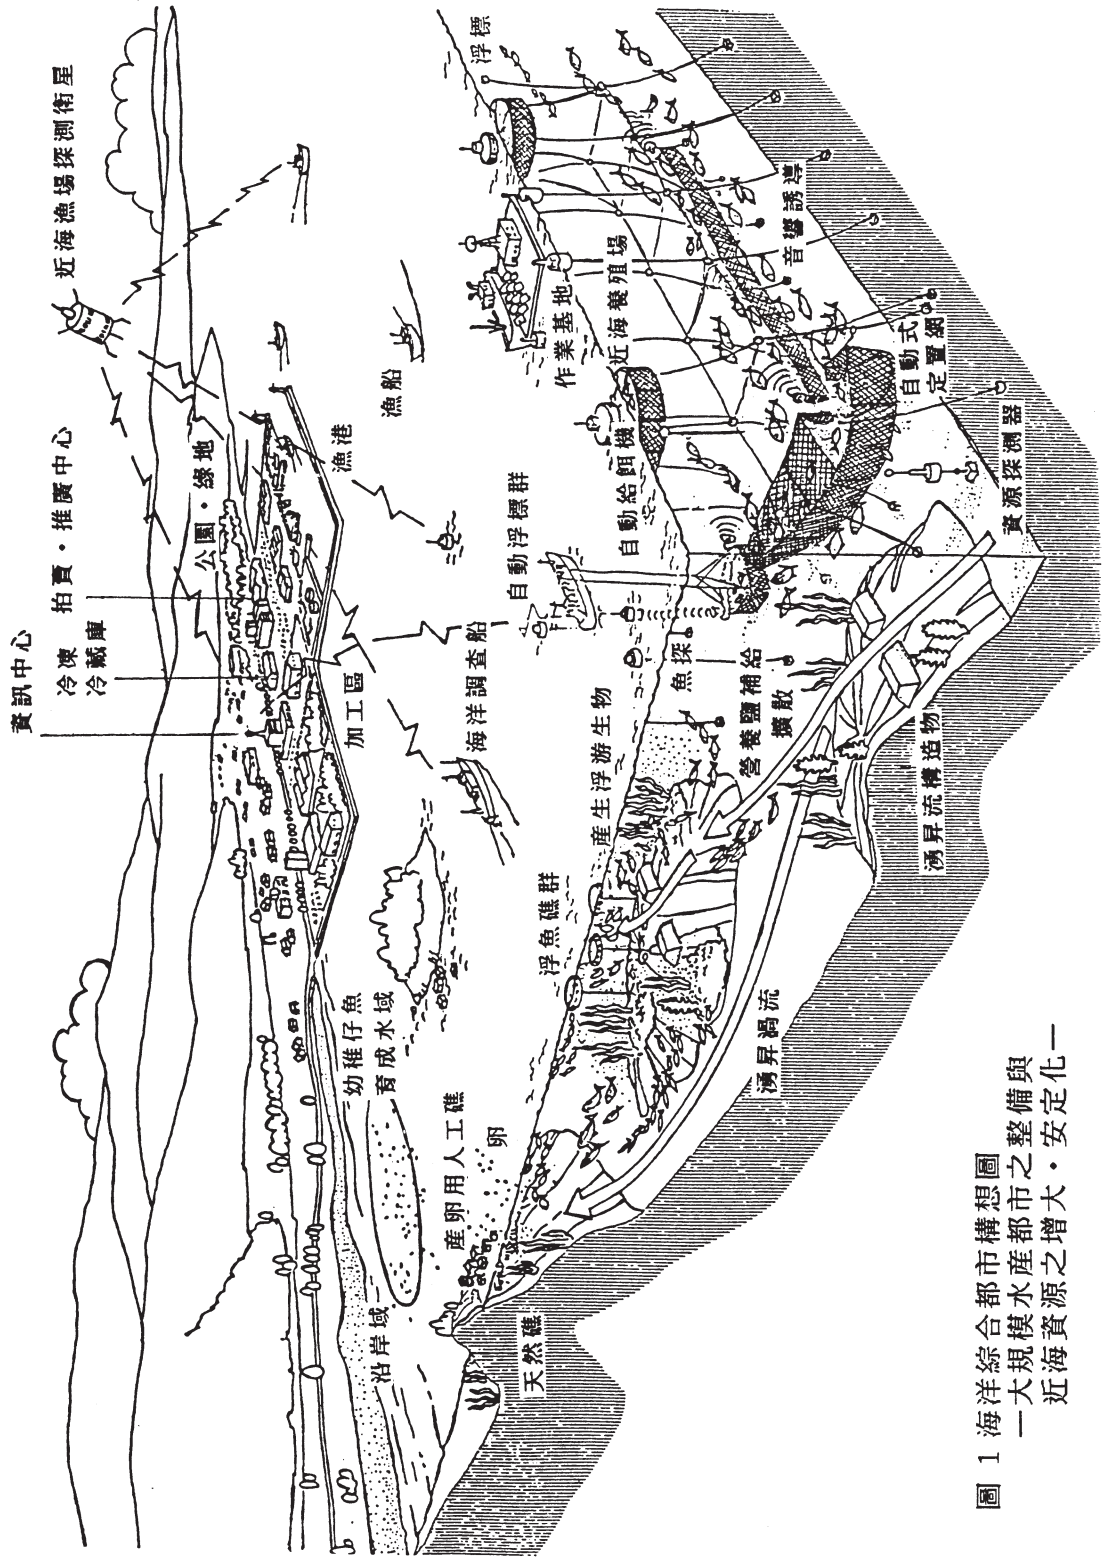 近海漁場探測衛星
資訊中心
拍賣・推廣中心
冷凍
冷戴庫
公園・綠地
漁港
漁船
加工區
海洋調查船
自動浮標群
浮標
作業基地
近海養殖場
自動給餌機
音響誘導
自動式
定置網
資源探測器
魚探
營養鹽補給
擴散
產生浮游生物
浮魚礁群
湧昇流構造物
湧昇渦流
幼稚仔魚
育成水域
產卵用人工礁
卵
沿岸域
天然礁
圖 1 海洋綜合都市構想圖
—大規模水產都市之整備與
近海資源之增大・安定化—